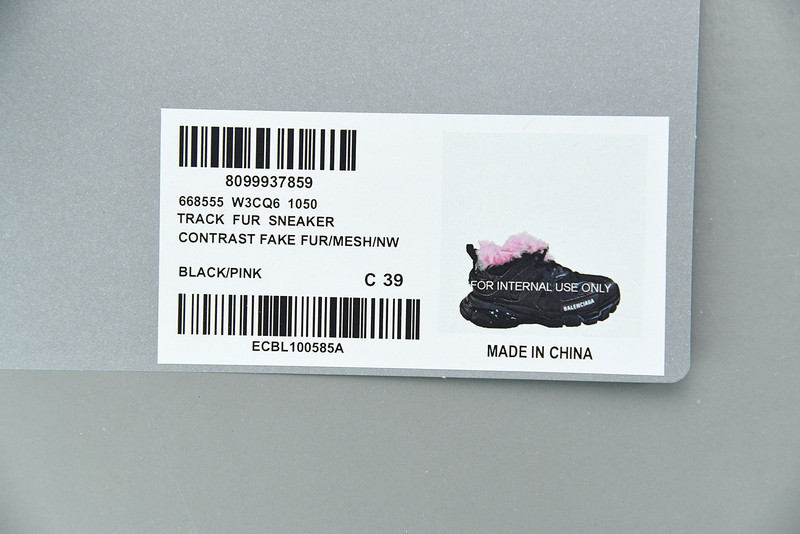 8099937859
668555 W3CQ6 1050
TRACK FUR SNEAKER
CONTRAST FAKE FUR/MESH/NW
BLACK/PINK
C 39
ECBL100585A
FOR INTERNAL USE ONLY
BALENCIAGA
MADE IN CHINA